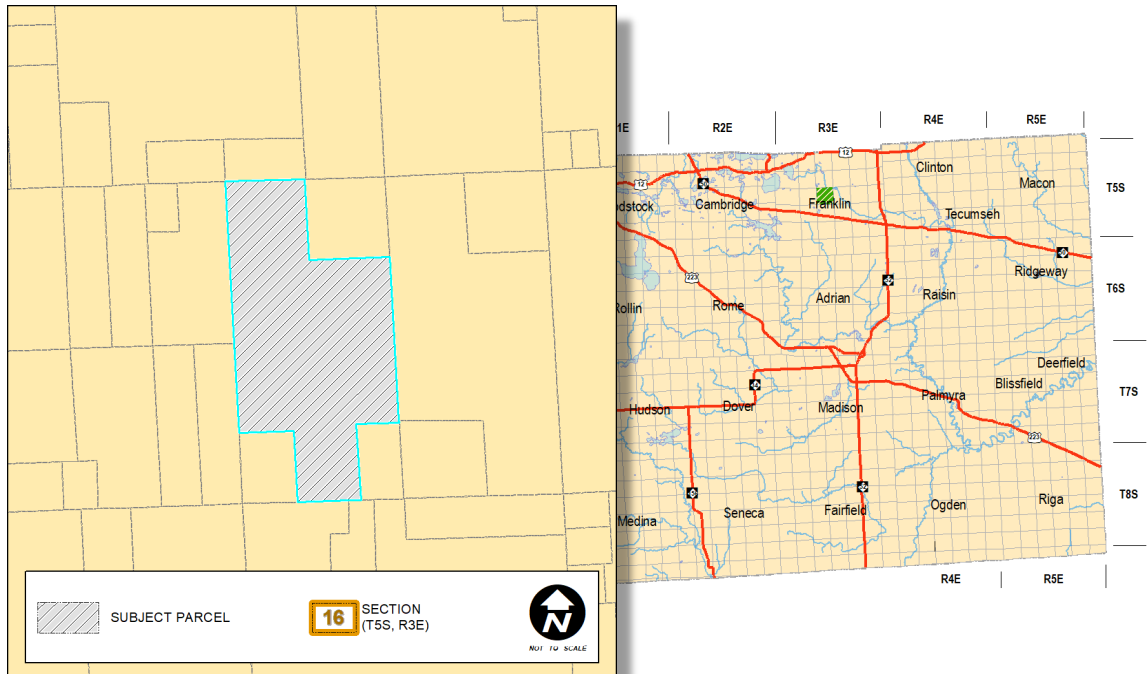 SUBJECT PARCEL
16
SECTION
(T5S, R3E)
N
NOT TO SCALE
1E
R2E
R3E
R4E
R5E
12
Clinton
T5S
12
Macon
odstock
Cambridge
Franklin
Tecumseh
223
Ridgeway
T6S
Rollin
Rome
Adrian
Raisin
Deerfield
Blissfield
T7S
Hudson
Dover
Madison
Palmyra
223
Medina
Seneca
Fairfield
Ogden
Riga
T8S
R4E
R5E